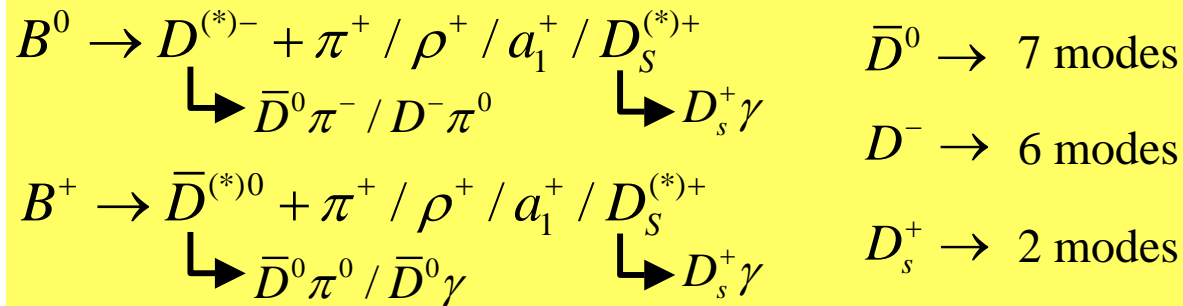 B⁰ → D⁽*⁾⁻ + π⁺ / ρ⁺ / a₁⁺ / D_S⁽*⁾⁺
D̅⁰π⁻ / D⁻π⁰
D_s⁺γ
B⁺ → D̅⁽*⁾⁰ + π⁺ / ρ⁺ / a₁⁺ / D_S⁽*⁾⁺
D̅⁰π⁰ / D̅⁰γ
D_s⁺γ
D̅⁰ → 7 modes
D⁻ → 6 modes
D_s⁺ → 2 modes